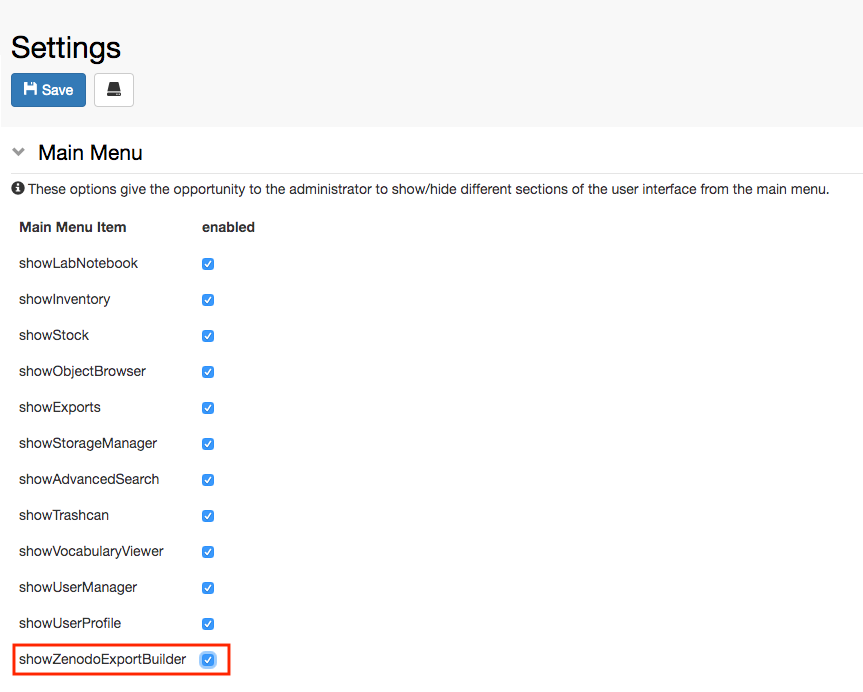 Settings
Save
Main Menu
These options give the opportunity to the administrator to show/hide different sections of the user interface from the main menu.
Main Menu Item enabled
showLabNotebook
showInventory
showStock
showObjectBrowser
showExports
showStorageManager
showAdvancedSearch
showTrashcan
showVocabularyViewer
showUserManager
showUserProfile
showZenodoExportBuilder